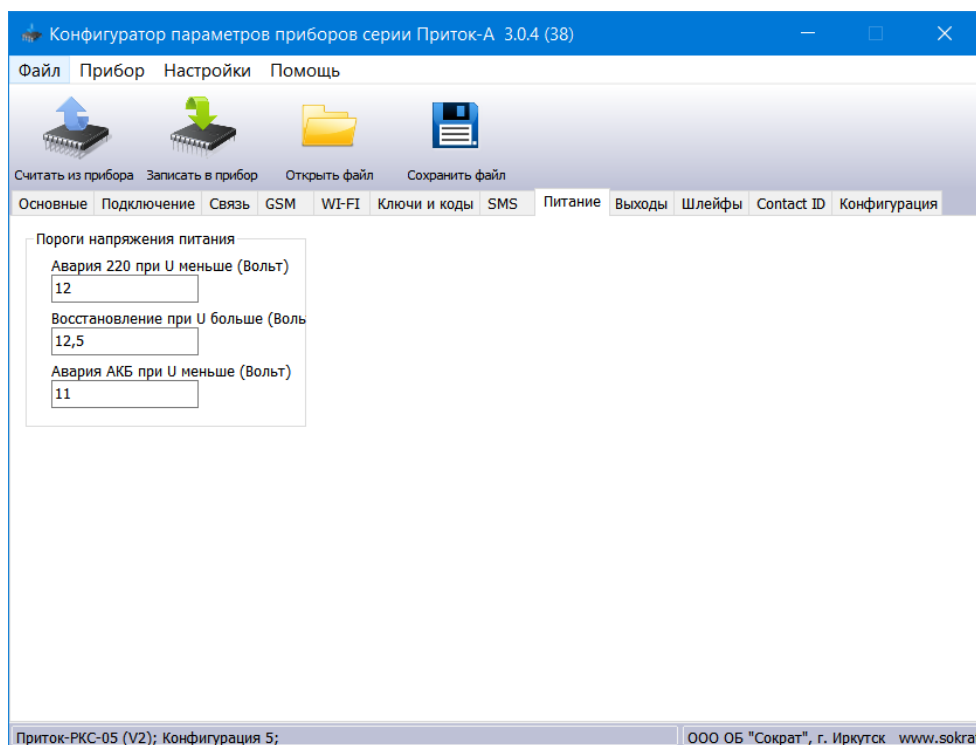 Конфигуратор параметров приборов серии Приток-А 3.0.4 (38)
Файл Прибор Настройки Помощь
Считать из прибора Записать в прибор Открыть файл Сохранить файл
Основные Подключение Связь GSM WI-FI Ключи и коды SMS Питание Выходы Шлейфы Contact ID Конфигурация
Пороги напряжения питания
Авария 220 при U меньше (Вольт)
12
Восстановление при U больше (Воль
12,5
Авария АКБ при U меньше (Вольт)
11
Приток-РКС-05 (V2); Конфигурация 5; ООО ОБ "Сократ", г. Иркутск www.sokra